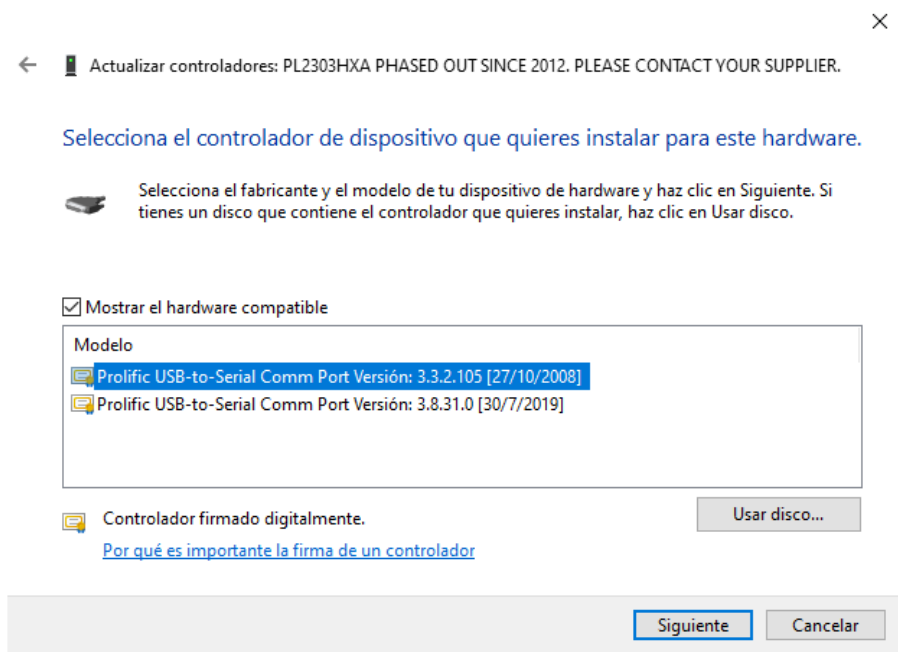 Actualizar controladores: PL2303HXA PHASED OUT SINCE 2012. PLEASE CONTACT YOUR SUPPLIER.
Selecciona el controlador de dispositivo que quieres instalar para este hardware.
Selecciona el fabricante y el modelo de tu dispositivo de hardware y haz clic en Siguiente. Si
tienes un disco que contiene el controlador que quieres instalar, haz clic en Usar disco.
Mostrar el hardware compatible
Modelo
Prolific USB-to-Serial Comm Port Versión: 3.3.2.105 [27/10/2008]
Prolific USB-to-Serial Comm Port Versión: 3.8.31.0 [30/7/2019]
Controlador firmado digitalmente.
Usar disco...
Por qué es importante la firma de un controlador
Siguiente
Cancelar